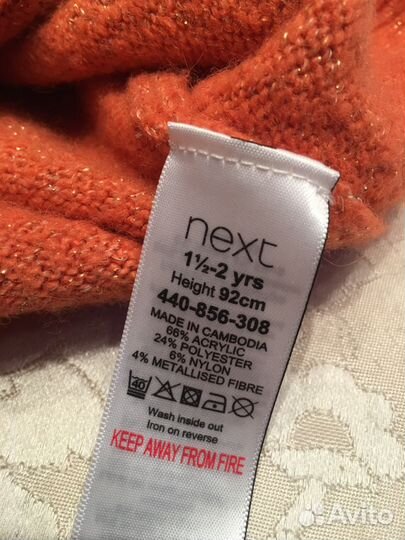 next
1½-2 yrs
Height 92cm
440-856-308
MADE IN CAMBODIA
66% ACRYLIC
24% POLYESTER
6% NYLON
4% METALLISED FIBRE
40
Wash inside out
Iron on reverse
KEEP AWAY FROM FIRE
Avito